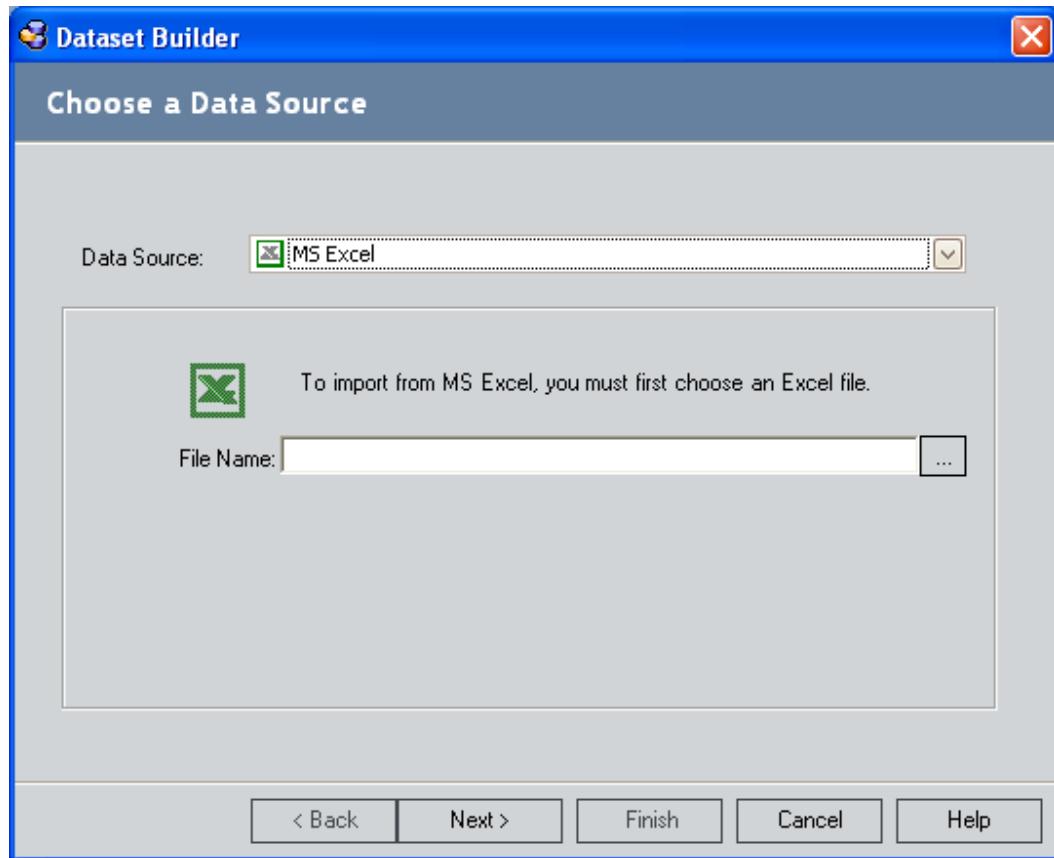 Dataset Builder
Choose a Data Source
Data Source: MS Excel
To import from MS Excel, you must first choose an Excel file.
File Name: ...
< Back Next > Finish Cancel Help